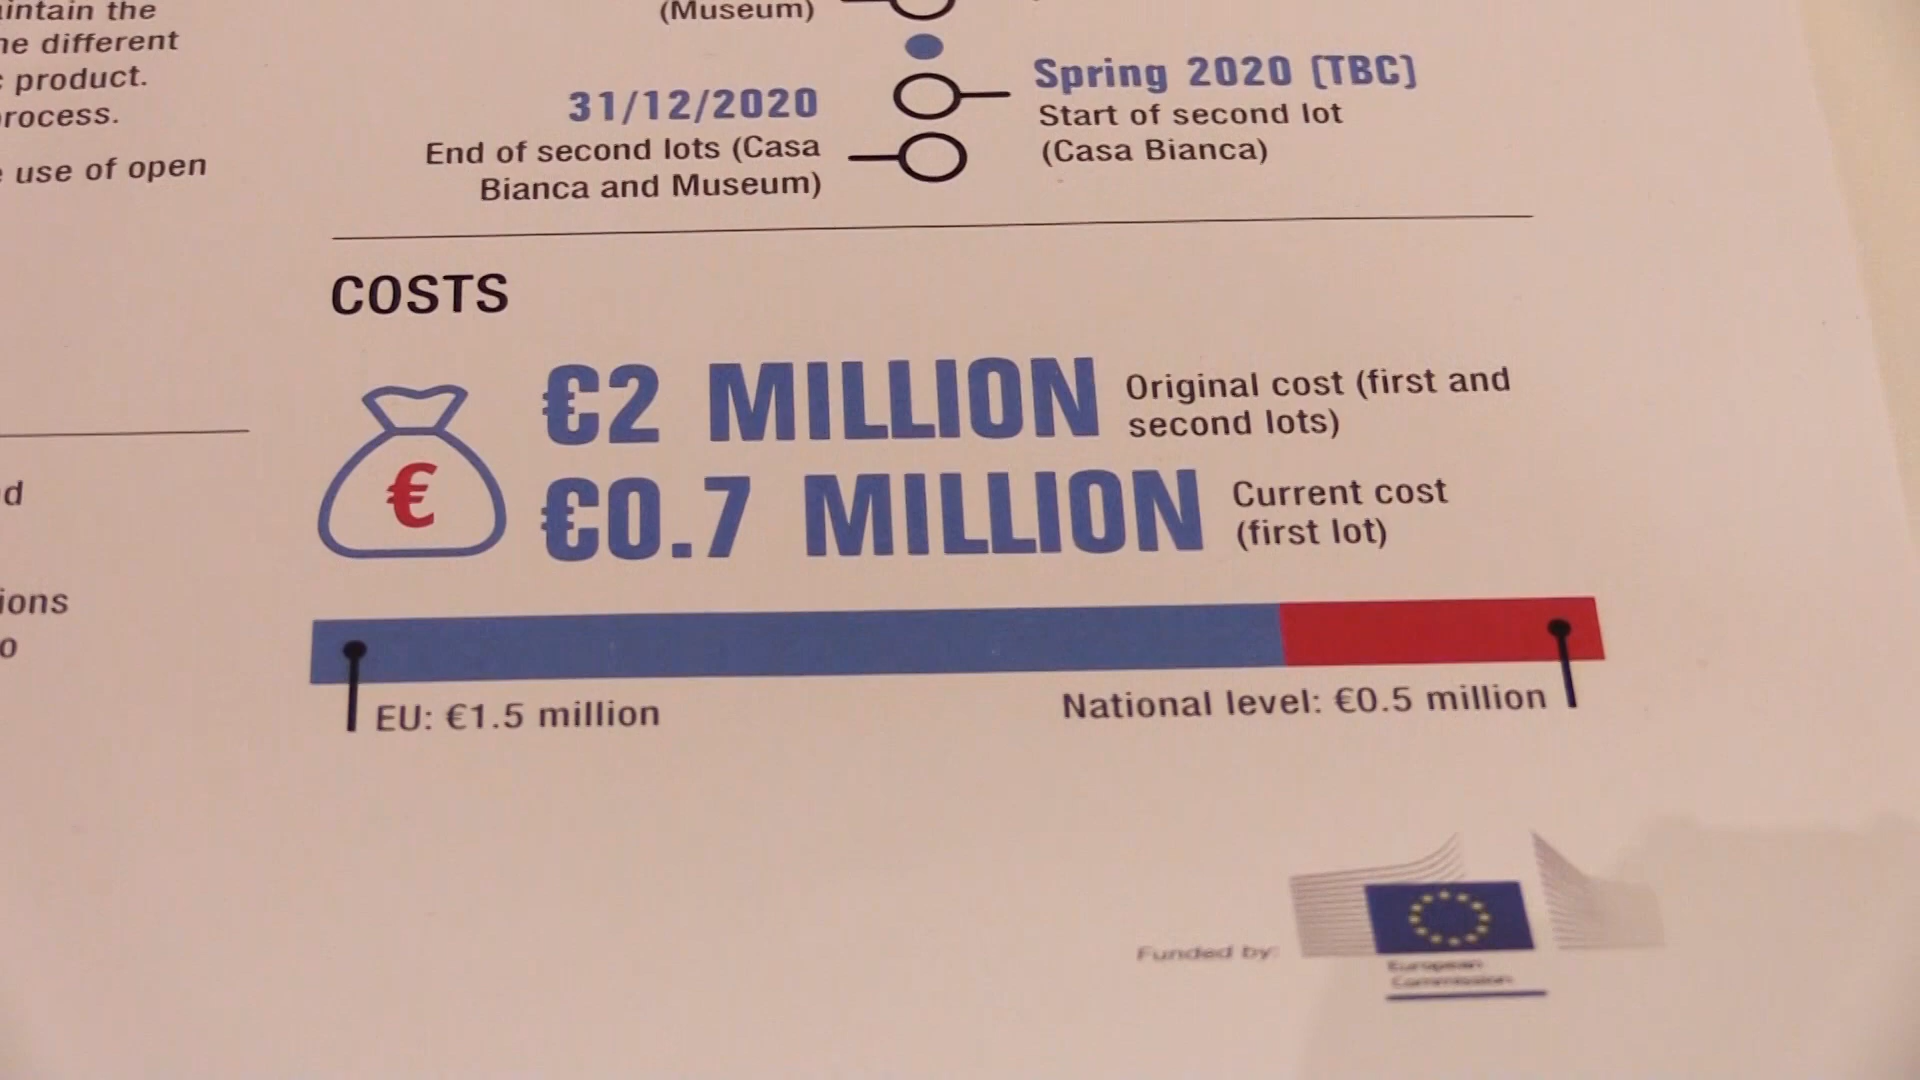 intain the
he different
product.
rocess.
use of open
d
ions
o
(Museum)
31/12/2020
End of second lots (Casa
Bianca and Museum)
Spring 2020 (TBC)
Start of second lot
(Casa Bianca)
COSTS
€
€2 MILLION
Original cost (first and
second lots)
€0.7 MILLION
Current cost
(first lot)
EU: €1.5 million
National level: €0.5 million
Funded by:
European
Commission